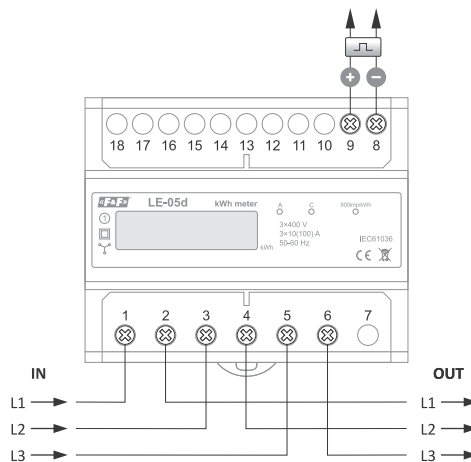 + −
18 17 16 15 14 13 12 11 10 9 8
F&F LE-05d kWh meter A C 800imp/kWh
1
3×400 V
3×10(100) A
kWh 50-60 Hz IEC61036
CE
1 2 3 4 5 6 7
IN OUT
L1 L1
L2 L2
L3 L3